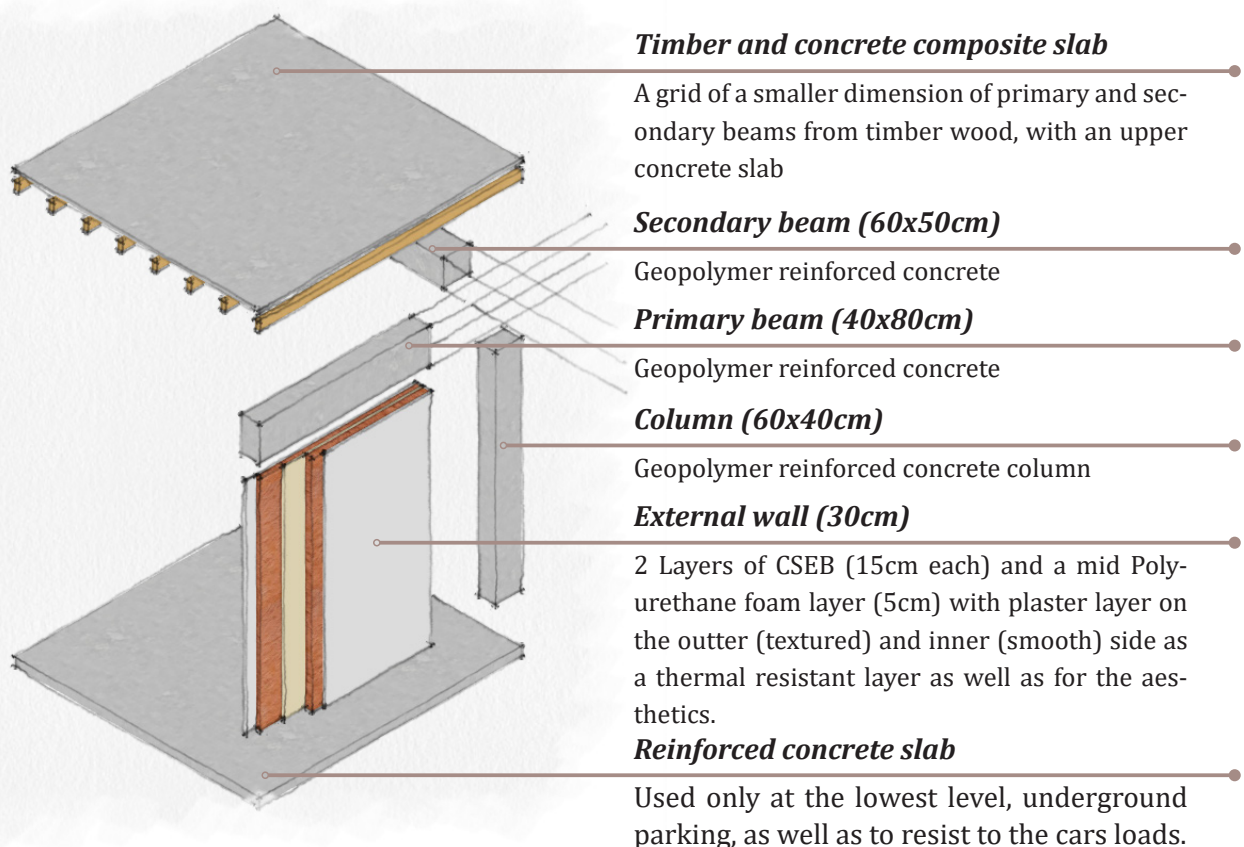 Timber and concrete composite slab
A grid of a smaller dimension of primary and sec-
ondary beams from timber wood, with an upper
concrete slab
Secondary beam (60x50cm)
Geopolymer reinforced concrete
Primary beam (40x80cm)
Geopolymer reinforced concrete
Column (60x40cm)
Geopolymer reinforced concrete column
External wall (30cm)
2 Layers of CSEB (15cm each) and a mid Poly-
urethane foam layer (5cm) with plaster layer on
the outter (textured) and inner (smooth) side as
a thermal resistant layer as well as for the aes-
thetics.
Reinforced concrete slab
Used only at the lowest level, underground
parking, as well as to resist to the cars loads.